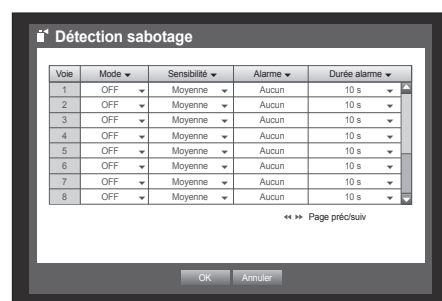 Détection sabotage
Voie Mode Sensibilité Alarme Durée alarme
1 OFF Moyenne Aucun 10 s
2 OFF Moyenne Aucun 10 s
3 OFF Moyenne Aucun 10 s
4 OFF Moyenne Aucun 10 s
5 OFF Moyenne Aucun 10 s
6 OFF Moyenne Aucun 10 s
7 OFF Moyenne Aucun 10 s
8 OFF Moyenne Aucun 10 s
Page préc/suiv
OK Annuler